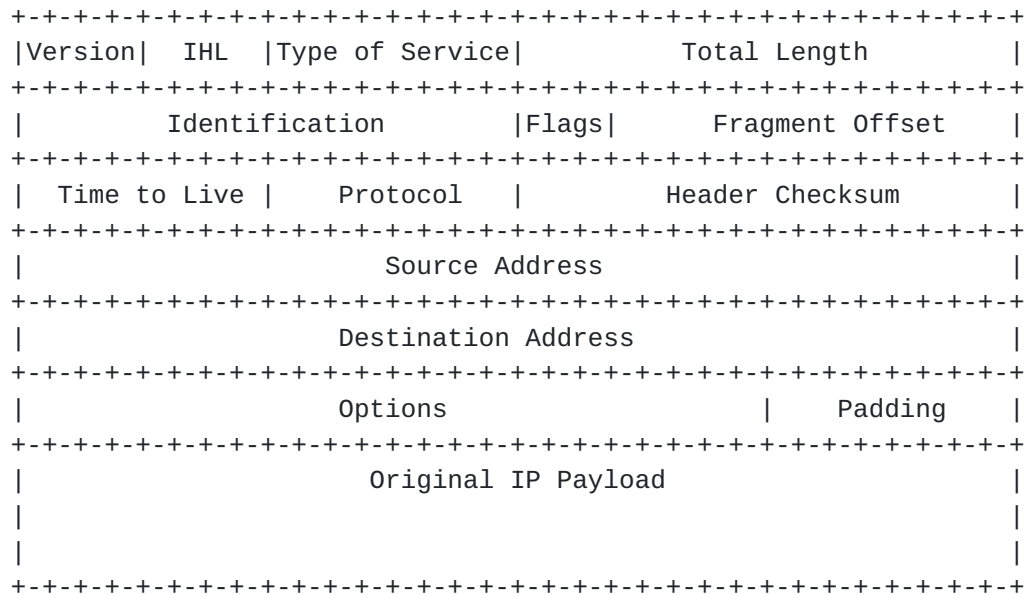 +-+-+-+-+-+-+-+-+-+-+-+-+-+-+-+-+-+-+-+-+-+-+-+-+-+-+-+-+-+-+-+-+
|Version|  IHL  |Type of Service|          Total Length         |
+-+-+-+-+-+-+-+-+-+-+-+-+-+-+-+-+-+-+-+-+-+-+-+-+-+-+-+-+-+-+-+-+
|         Identification        |Flags|      Fragment Offset    |
+-+-+-+-+-+-+-+-+-+-+-+-+-+-+-+-+-+-+-+-+-+-+-+-+-+-+-+-+-+-+-+-+
|  Time to Live |    Protocol   |         Header Checksum       |
+-+-+-+-+-+-+-+-+-+-+-+-+-+-+-+-+-+-+-+-+-+-+-+-+-+-+-+-+-+-+-+-+
|                       Source Address                          |
+-+-+-+-+-+-+-+-+-+-+-+-+-+-+-+-+-+-+-+-+-+-+-+-+-+-+-+-+-+-+-+-+
|                    Destination Address                        |
+-+-+-+-+-+-+-+-+-+-+-+-+-+-+-+-+-+-+-+-+-+-+-+-+-+-+-+-+-+-+-+-+
|                    Options                    |    Padding    |
+-+-+-+-+-+-+-+-+-+-+-+-+-+-+-+-+-+-+-+-+-+-+-+-+-+-+-+-+-+-+-+-+
|                      Original IP Payload                      |
|                                                               |
|                                                               |
+-+-+-+-+-+-+-+-+-+-+-+-+-+-+-+-+-+-+-+-+-+-+-+-+-+-+-+-+-+-+-+-+